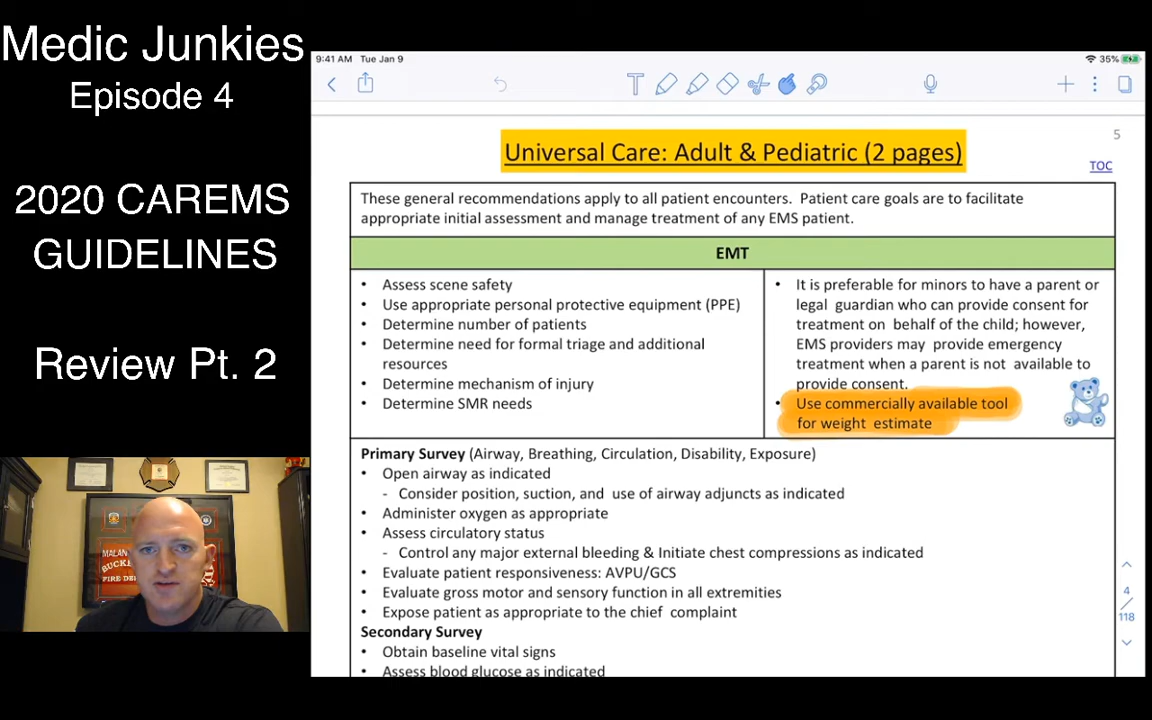 Medic Junkies
Episode 4
2020 CAREMS
GUIDELINES
Review Pt. 2
9:41 AM Tue Jan 9
35%
5
Universal Care: Adult & Pediatric (2 pages)
TOC
These general recommendations apply to all patient encounters. Patient care goals are to facilitate
appropriate initial assessment and manage treatment of any EMS patient.
EMT
• Assess scene safety
• Use appropriate personal protective equipment (PPE)
• Determine number of patients
• Determine need for formal triage and additional
resources
• Determine mechanism of injury
• Determine SMR needs
• It is preferable for minors to have a parent or
legal guardian who can provide consent for
treatment on behalf of the child; however,
EMS providers may provide emergency
treatment when a parent is not available to
provide consent.
• Use commercially available tool
for weight estimate
Primary Survey (Airway, Breathing, Circulation, Disability, Exposure)
• Open airway as indicated
- Consider position, suction, and use of airway adjuncts as indicated
• Administer oxygen as appropriate
• Assess circulatory status
- Control any major external bleeding & Initiate chest compressions as indicated
• Evaluate patient responsiveness: AVPU/GCS
• Evaluate gross motor and sensory function in all extremities
• Expose patient as appropriate to the chief complaint
Secondary Survey
• Obtain baseline vital signs
• Assess blood glucose as indicated
4
/
118